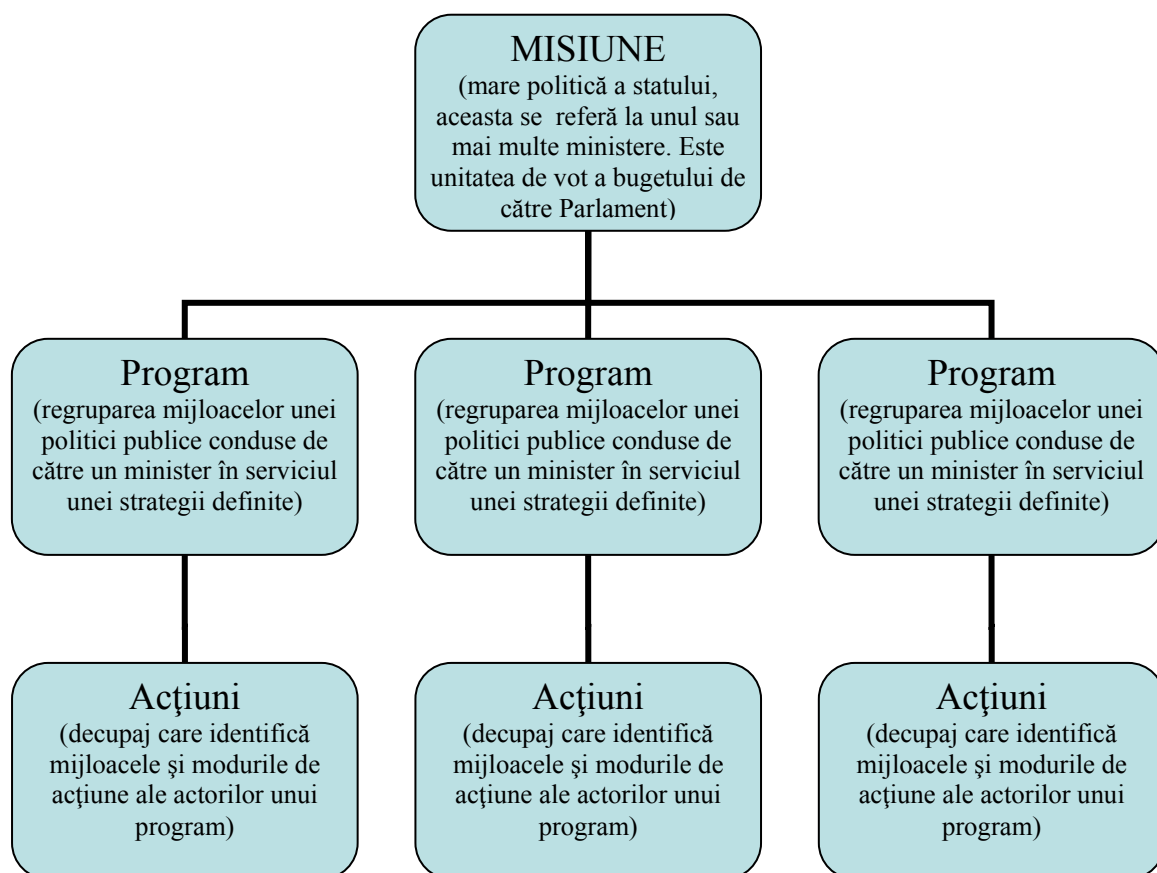 MISIUNE
(mare politică a statului,
aceasta se  referă la unul sau
mai multe ministere. Este
unitatea de vot a bugetului de
către Parlament)
Program
(regruparea mijloacelor unei
politici publice conduse de
către un minister în serviciul
unei strategii definite)
Program
(regruparea mijloacelor unei
politici publice conduse de
către un minister în serviciul
unei strategii definite)
Program
(regruparea mijloacelor unei
politici publice conduse de
către un minister în serviciul
unei strategii definite)
Acţiuni
(decupaj care identifică
mijloacele şi modurile de
acţiune ale actorilor unui
program)
Acţiuni
(decupaj care identifică
mijloacele şi modurile de
acţiune ale actorilor unui
program)
Acţiuni
(decupaj care identifică
mijloacele şi modurile de
acţiune ale actorilor unui
program)